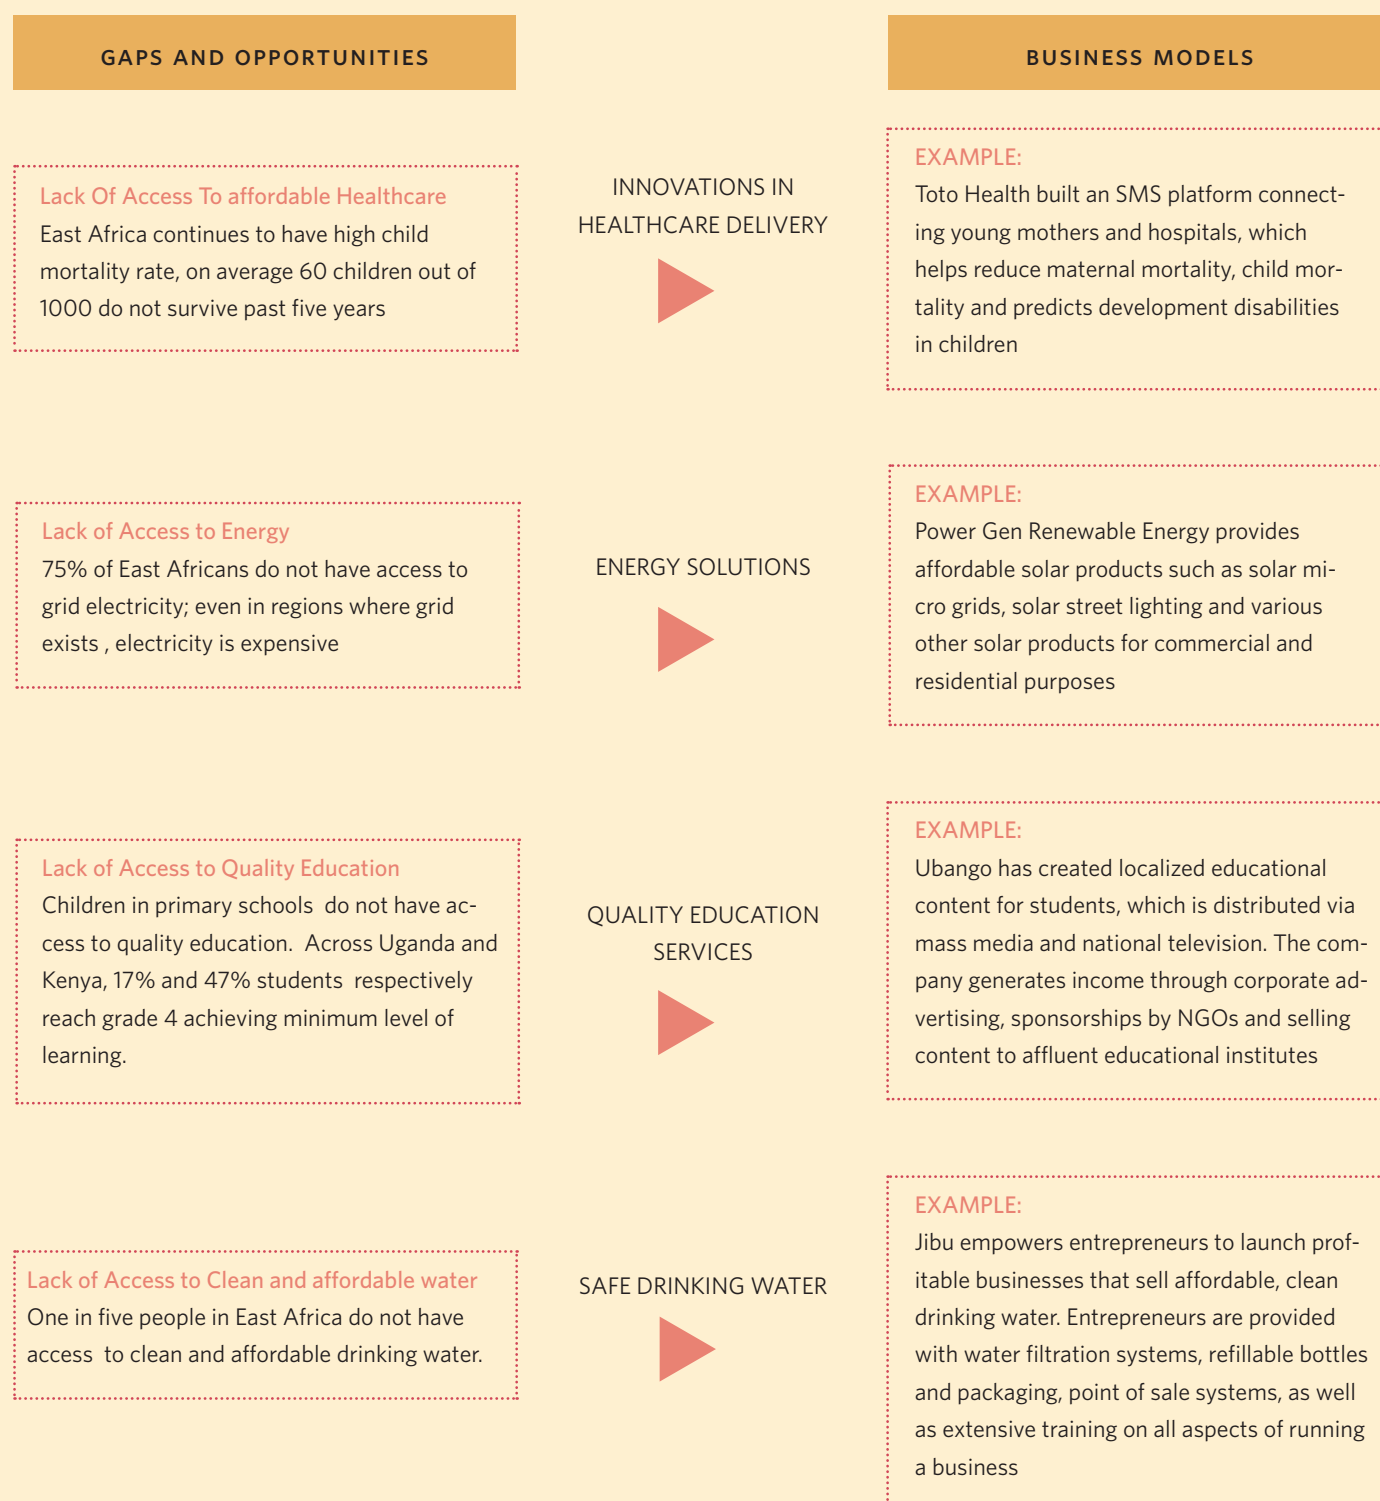 GAPS AND OPPORTUNITIES
BUSINESS MODELS
Lack Of Access To affordable Healthcare
East Africa continues to have high child
mortality rate, on average 60 children out of
1000 do not survive past five years
INNOVATIONS IN
HEALTHCARE DELIVERY
EXAMPLE:
Toto Health built an SMS platform connect-
ing young mothers and hospitals, which
helps reduce maternal mortality, child mor-
tality and predicts development disabilities
in children
Lack of Access to Energy
75% of East Africans do not have access to
grid electricity; even in regions where grid
exists , electricity is expensive
ENERGY SOLUTIONS
EXAMPLE:
Power Gen Renewable Energy provides
affordable solar products such as solar mi-
cro grids, solar street lighting and various
other solar products for commercial and
residential purposes
Lack of Access to Quality Education
Children in primary schools  do not have ac-
cess to quality education.  Across Uganda and
Kenya, 17% and 47% students  respectively
reach grade 4 achieving minimum level of
learning.
QUALITY EDUCATION
SERVICES
EXAMPLE:
Ubango has created localized educational
content for students, which is distributed via
mass media and national television. The com-
pany generates income through corporate ad-
vertising, sponsorships by NGOs and selling
content to affluent educational institutes
Lack of Access to Clean and affordable water
One in five people in East Africa do not have
access  to clean and affordable drinking water.
SAFE DRINKING WATER
EXAMPLE:
Jibu empowers entrepreneurs to launch prof-
itable businesses that sell affordable, clean
drinking water. Entrepreneurs are provided
with water filtration systems, refillable bottles
and packaging, point of sale systems, as well
as extensive training on all aspects of running
a business